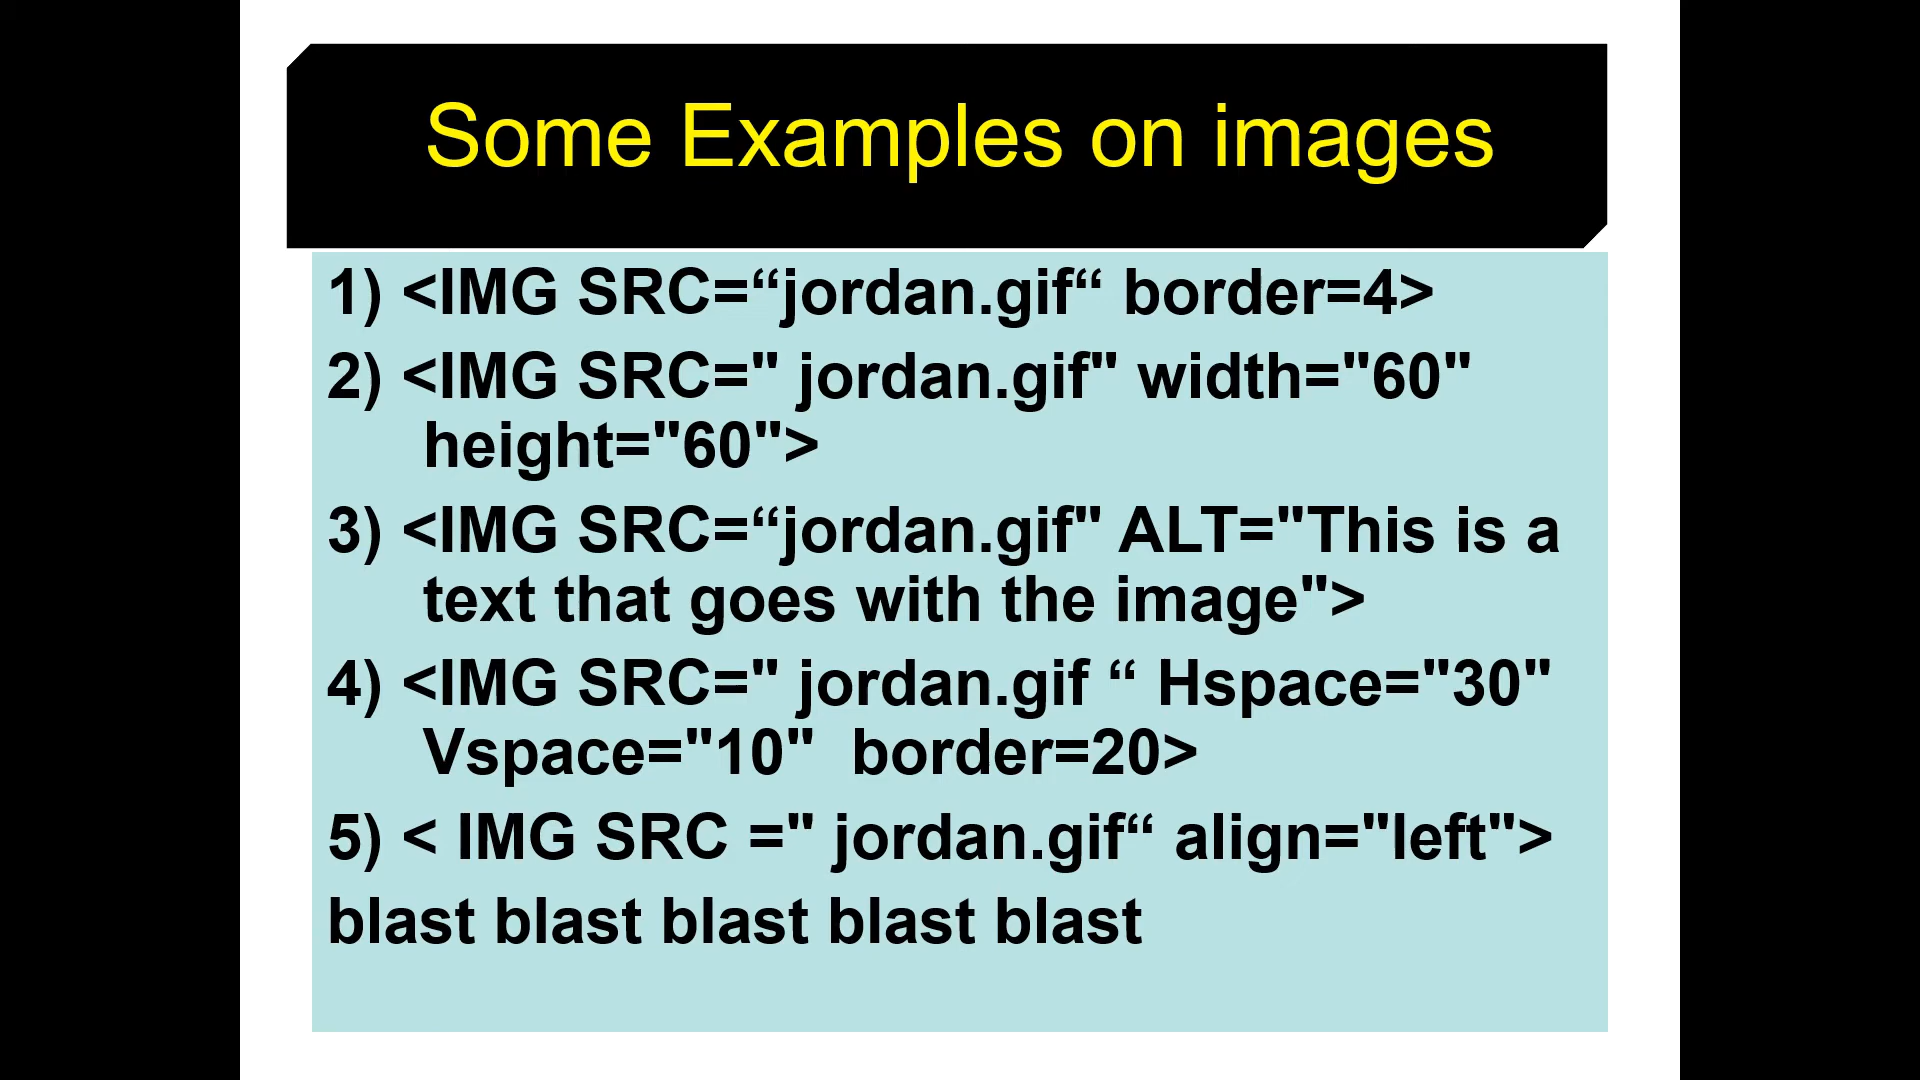 Some Examples on images
1) <IMG SRC=“jordan.gif“ border=4>
2) <IMG SRC=" jordan.gif" width="60"
height="60">
3) <IMG SRC=“jordan.gif" ALT="This is a
text that goes with the image">
4) <IMG SRC=" jordan.gif “ Hspace="30"
Vspace="10"  border=20>
5) < IMG SRC =" jordan.gif“ align="left">
blast blast blast blast blast